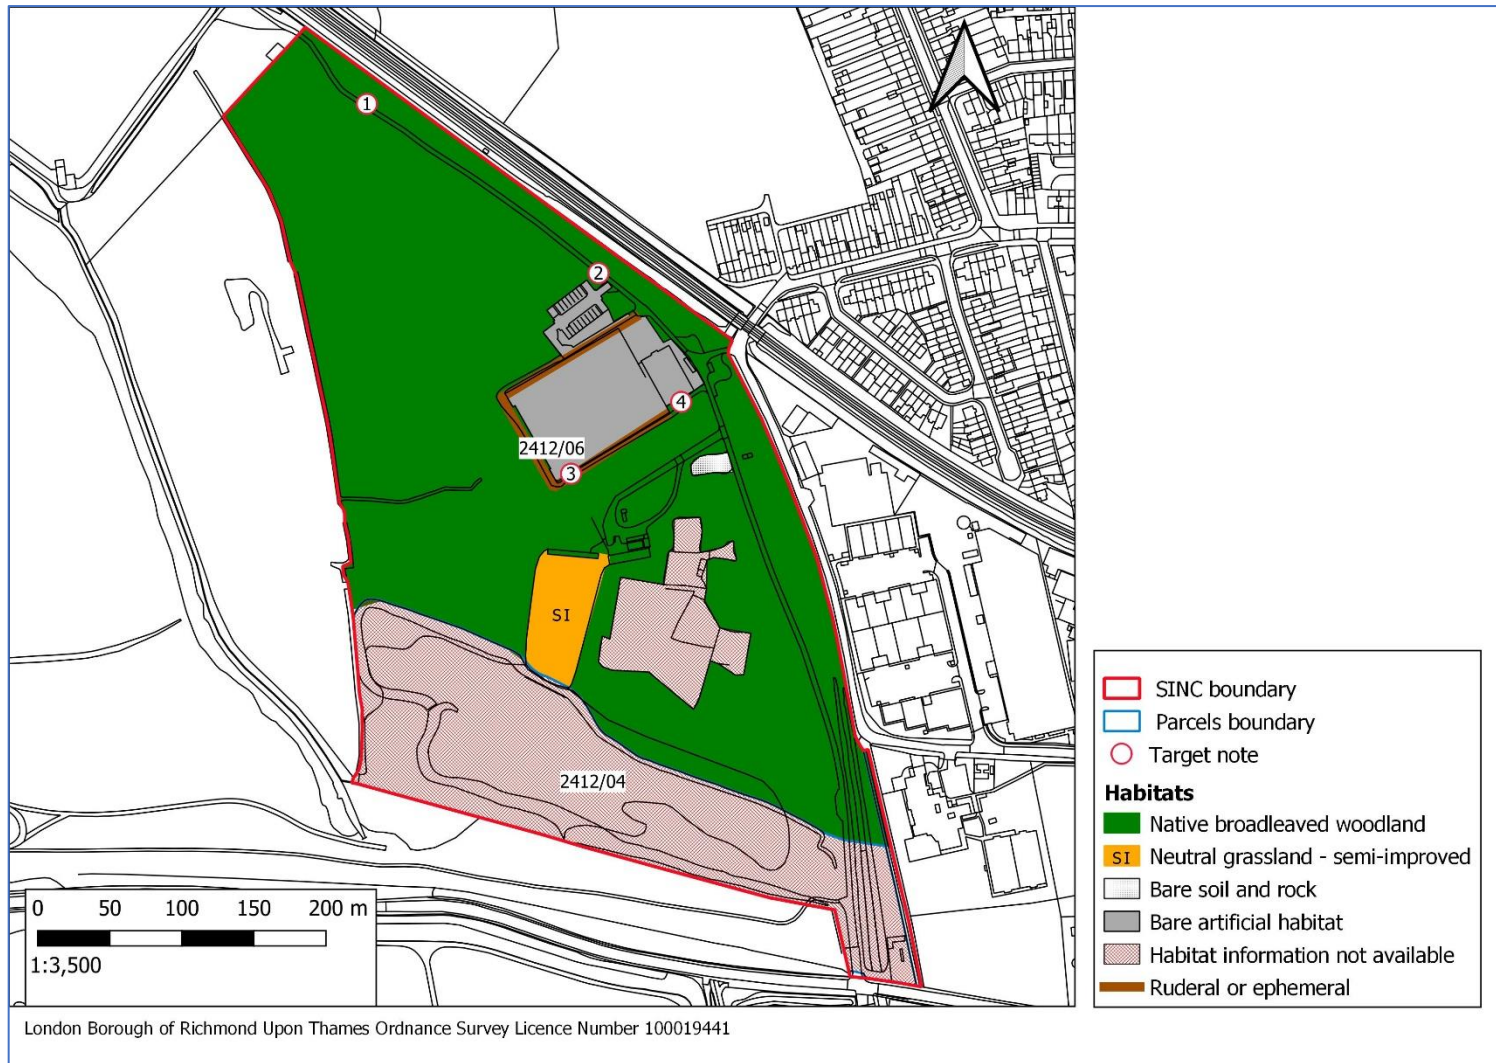 1
2
4
2412/06
3
SI
2412/04
SINC boundary
Parcels boundary
Target note
Habitats
Native broadleaved woodland
SI Neutral grassland - semi-improved
Bare soil and rock
Bare artificial habitat
Habitat information not available
Ruderal or ephemeral
0 50 100 150 200 m
1:3,500
London Borough of Richmond Upon Thames Ordnance Survey Licence Number 100019441